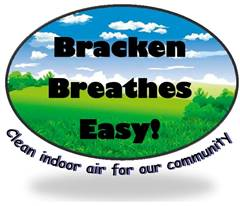 Bracken
Breathes
Easy!
Clean indoor air for our community